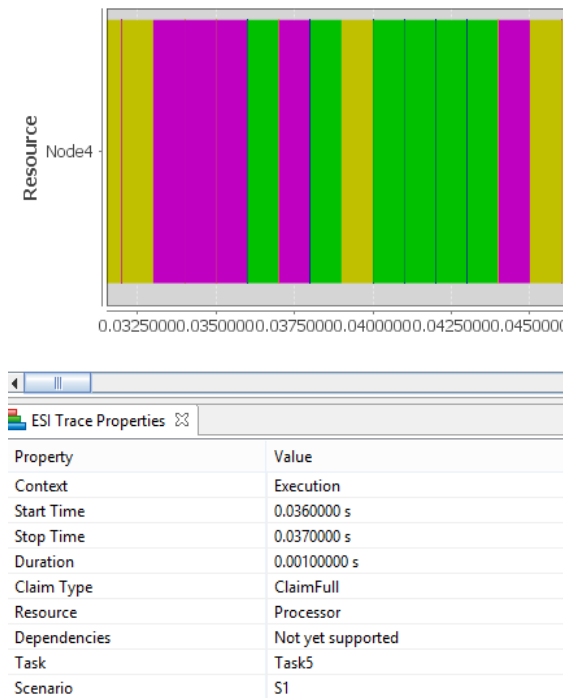 Resource
Node4
0.03250000.03500000.03750000.04000000.04250000.0450000
ESI Trace Properties
Property Value
Context Execution
Start Time 0.0360000 s
Stop Time 0.0370000 s
Duration 0.00100000 s
Claim Type ClaimFull
Resource Processor
Dependencies Not yet supported
Task Task5
Scenario S1